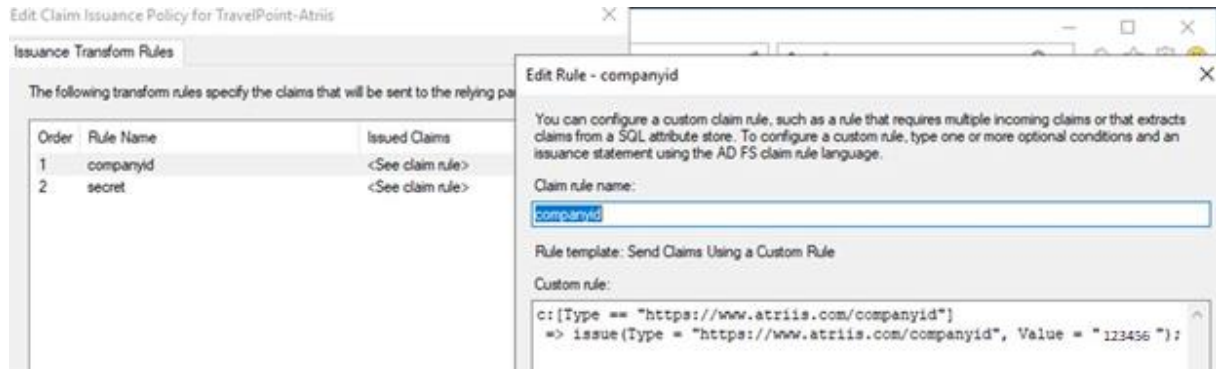 Edit Claim Issuance Policy for TravelPoint-Atriis
Issuance Transform Rules
The following transform rules specify the claims that will be sent to the relying pa
Order Rule Name Issued Claims
1 companyid <See claim rule>
2 secret <See claim rule>
Edit Rule - companyid
You can configure a custom claim rule, such as a rule that requires multiple incoming claims or that extracts
claims from a SQL attribute store. To configure a custom rule, type one or more optional conditions and an
issuance statement using the AD FS claim rule language.
Claim rule name:
companyid
Rule template: Send Claims Using a Custom Rule
Custom rule:
c:[Type == "https://www.atriis.com/companyid"]
=> issue(Type = "https://www.atriis.com/companyid", Value = "123456");